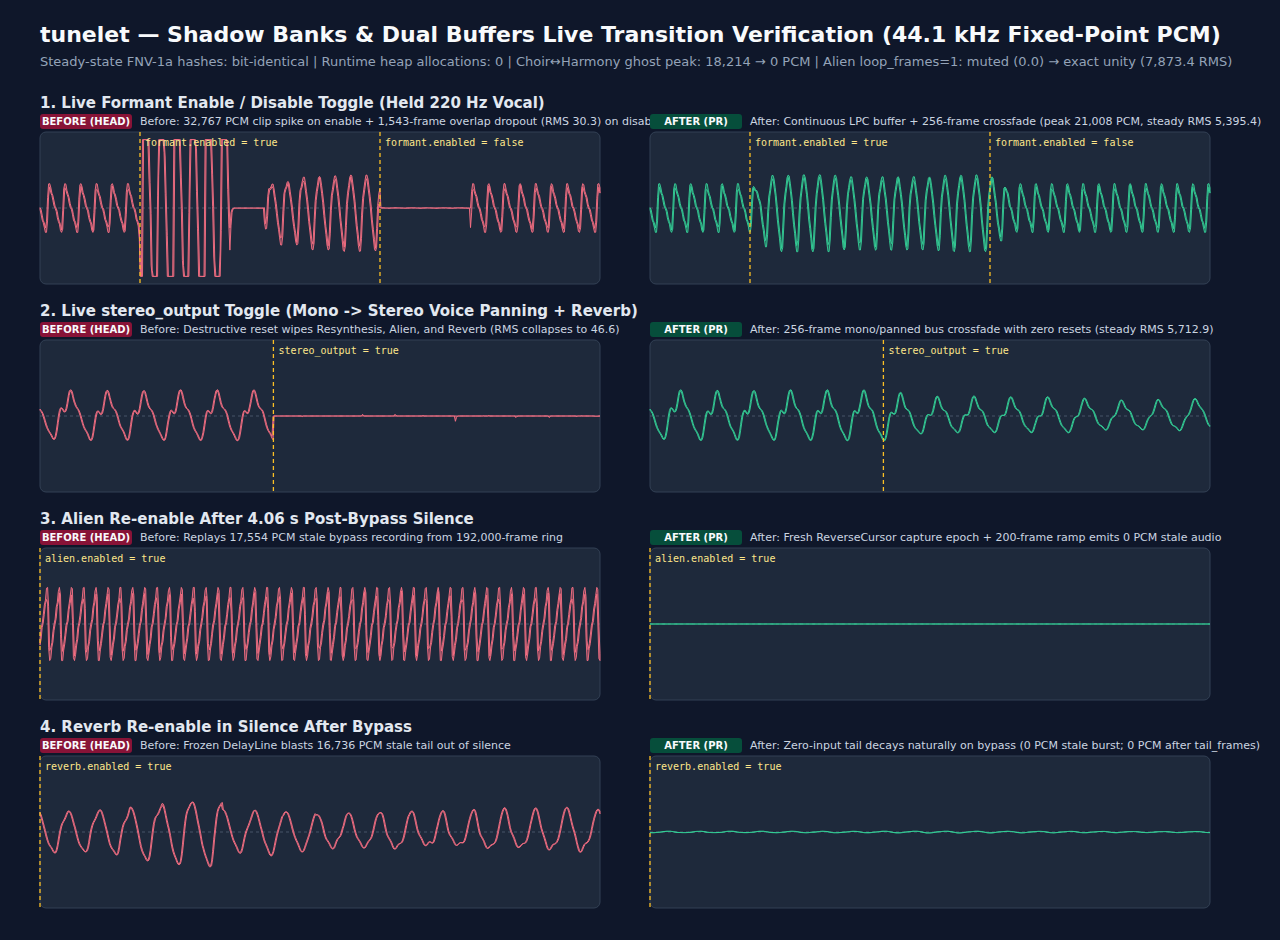 tunelet — Shadow Banks & Dual Buffers Live Transition Verification (44.1 kHz Fixed-Point PCM)
Steady-state FNV-1a hashes: bit-identical | Runtime heap allocations: 0 | Choir↔Harmony ghost peak: 18,214 → 0 PCM | Alien loop_frames=1: muted (0.0) → exact unity (7,873.4 RMS)
1. Live Formant Enable / Disable Toggle (Held 220 Hz Vocal)
BEFORE (HEAD) Before: 32,767 PCM clip spike on enable + 1,543-frame overlap dropout (RMS 30.3) on disab
formant.enabled = true
formant.enabled = false
AFTER (PR) After: Continuous LPC buffer + 256-frame crossfade (peak 21,008 PCM, steady RMS 5,395.4)
formant.enabled = true
formant.enabled = false
2. Live stereo_output Toggle (Mono -> Stereo Voice Panning + Reverb)
BEFORE (HEAD) Before: Destructive reset wipes Resynthesis, Alien, and Reverb (RMS collapses to 46.6)
stereo_output = true
AFTER (PR) After: 256-frame mono/panned bus crossfade with zero resets (steady RMS 5,712.9)
stereo_output = true
3. Alien Re-enable After 4.06 s Post-Bypass Silence
BEFORE (HEAD) Before: Replays 17,554 PCM stale bypass recording from 192,000-frame ring
alien.enabled = true
AFTER (PR) After: Fresh ReverseCursor capture epoch + 200-frame ramp emits 0 PCM stale audio
alien.enabled = true
4. Reverb Re-enable in Silence After Bypass
BEFORE (HEAD) Before: Frozen DelayLine blasts 16,736 PCM stale tail out of silence
reverb.enabled = true
AFTER (PR) After: Zero-input tail decays naturally on bypass (0 PCM stale burst; 0 PCM after tail_frames)
reverb.enabled = true